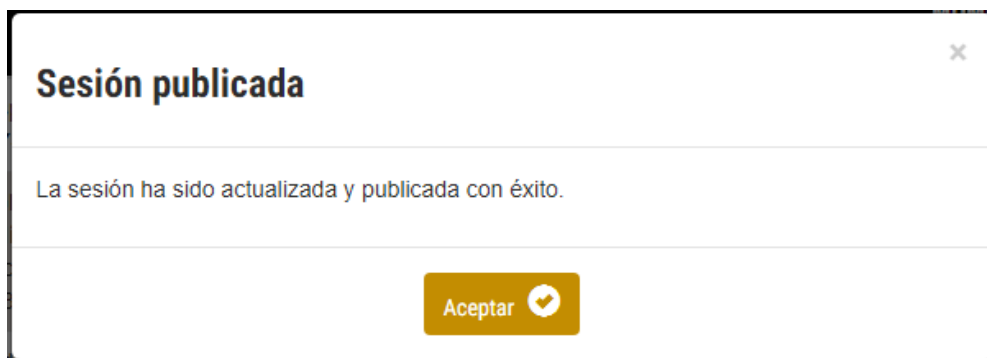 Sesión publicada
La sesión ha sido actualizada y publicada con éxito.
Aceptar